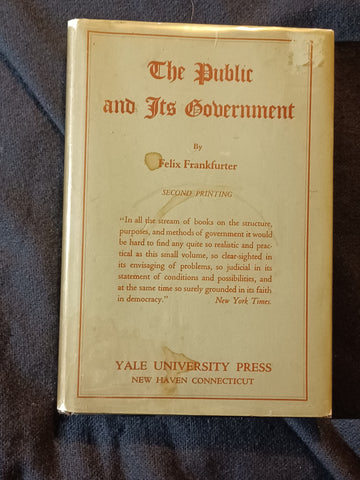 The Public
and Its Government
By
Felix Frankfurter
SECOND PRINTING
"In all the stream of books on the structure,
purposes, and methods of government it would
be hard to find any quite so realistic and prac-
tical as this small volume, so clear-sighted in
its envisaging of problems, so judicial in its
statement of conditions and possibilities, and
at the same time so surely grounded in its faith
in democracy." New York Times.
YALE UNIVERSITY PRESS
NEW HAVEN CONNECTICUT